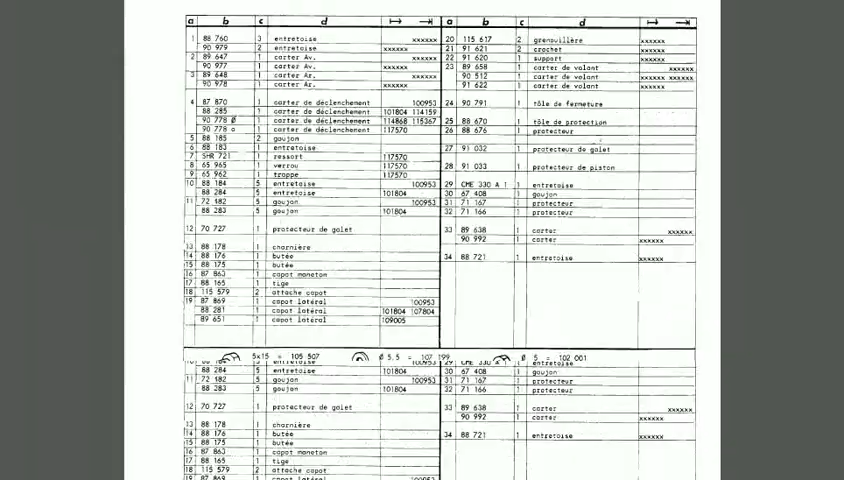 a b c d a b c
1 88 760 3 entretoise xxxxxx
90 979 2 entretoise xxxxxx
2 89 647 1 carter Av. xxxxxx
90 977 1 carter Av. xxxxxx
3 89 648 1 carter Ar. xxxxxx
90 978 1 carter Ar. xxxxxx
4 87 870 1 carter de déclenchement 100953
88 285 1 carter de déclenchement 101804 114159
90 778 Ø 1 carter de déclenchement 114868 115367
90 778 o 1 carter de déclenchement 117570
5 88 185 2 goujon
6 88 183 1 entretoise
7 SHR 721 1 ressort 117570
8 65 965 1 verrou 117570
9 65 962 1 trappe 117570
10 88 184 5 entretoise 100953
88 284 5 entretoise 101804
11 72 482 5 goujon 100953
88 283 5 goujon 101804
12 70 727 1 protecteur de galet
13 88 178 1 charnière
14 88 176 1 butée
15 88 175 1 butée
16 87 863 1 capot maneton
17 88 165 1 tige
18 115 579 2 attache capot
19 87 869 1 capot latéral 100953
88 281 1 capot latéral 101804 107804
89 651 1 capot latéral 109005
20 115 617 2 grenouillère xxxxxx
21 91 621 2 crochet xxxxxx
22 91 620 1 support xxxxxx
23 89 658 1 carter de volant xxxxxx
90 512 1 carter de volant xxxxxx xxxxxx
91 622 1 carter de volant xxxxxx
24 90 791 1 tôle de fermeture
25 88 670 1 tôle de protection
26 88 676 1 protecteur
27 91 032 1 protecteur de galet
28 91 033 1 protecteur de piston
29 CME 330 A 1 entretoise
30 67 408 1 goujon
31 71 167 1 protecteur
32 71 166 1 protecteur
33 89 638 1 carter xxxxxx
90 992 1 carter xxxxxx
34 88 721 1 entretoise xxxxxx
5x15 = 105 507 Ø 5.5 = 107 199 Ø 5 = 102 001
88 284 5 entretoise 101804
11 72 482 5 goujon 100953
88 383 5 goujon 101804
12 70 727 1 protecteur de galet
13 88 178 1 charnière
14 88 176 1 butée
15 88 175 1 butée
16 87 863 1 capot maneton
17 88 165 1 tige
18 115 579 2 attache capot
29 CME 330 A 1 entretoise
30 67 408 1 goujon
31 71 167 1 protecteur
32 71 166 1 protecteur
33 89 638 1 carter xxxxxx
90 992 1 carter xxxxxx
34 88 721 1 entretoise xxxxxx